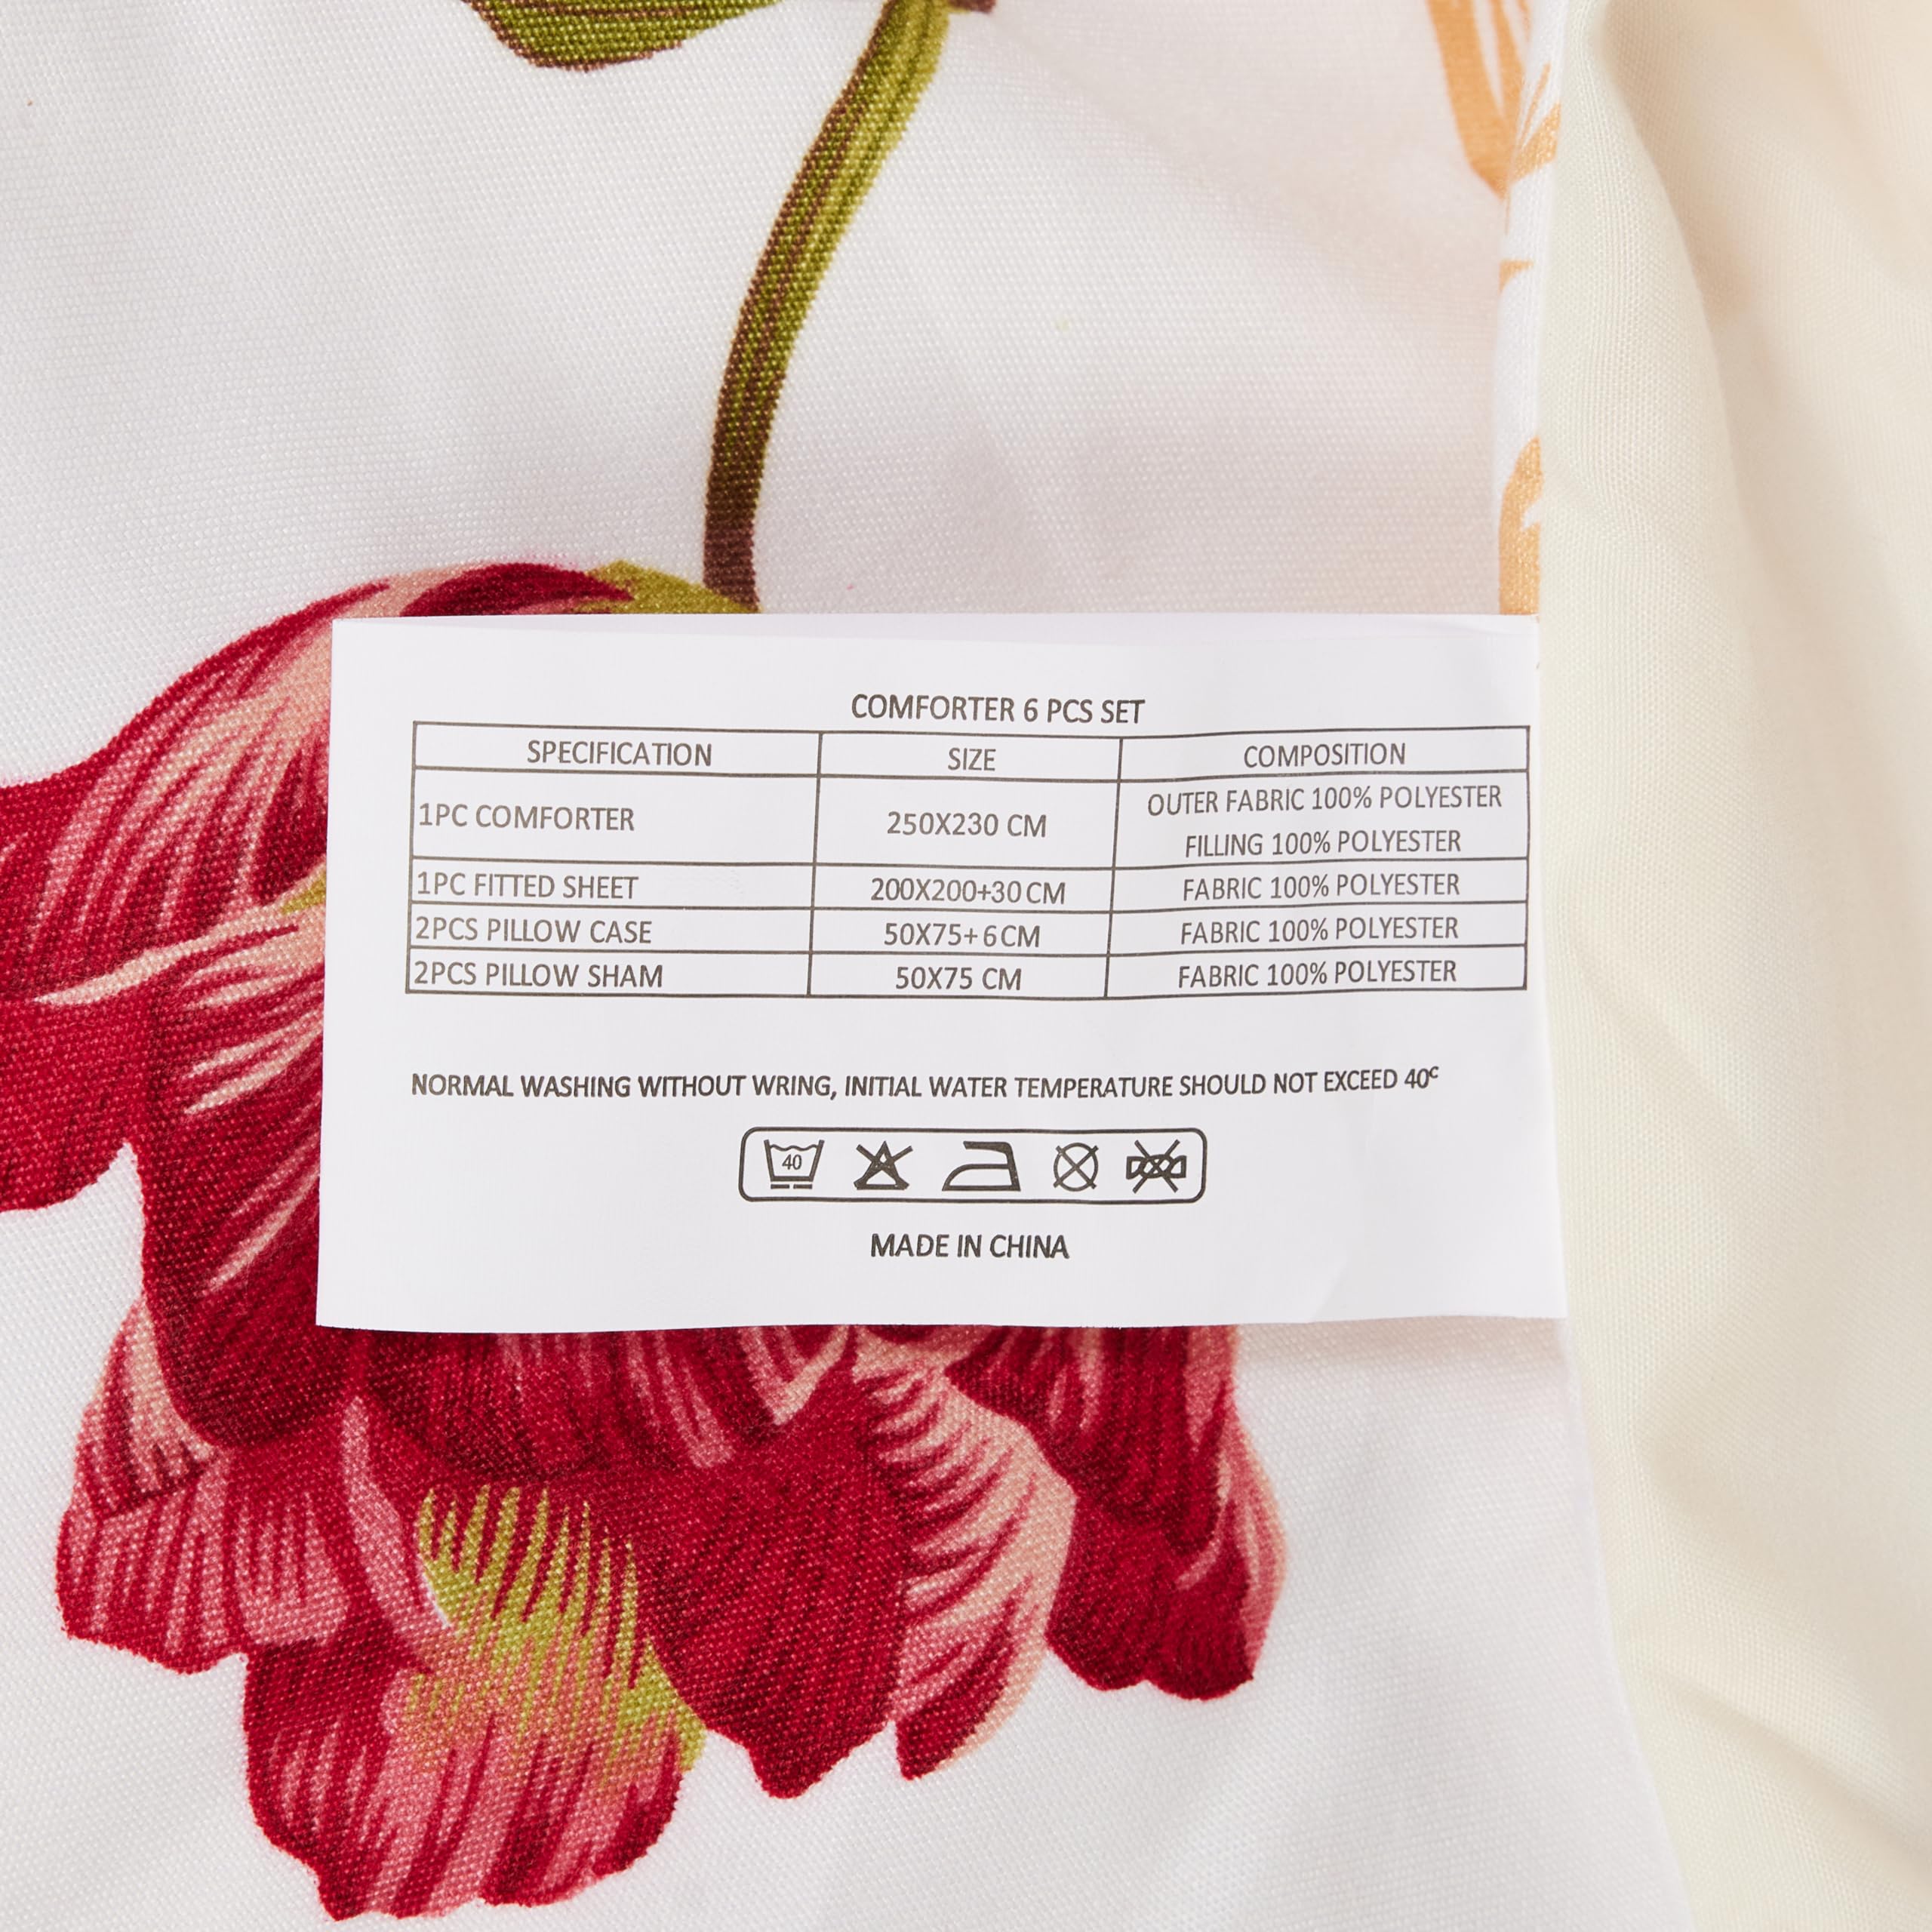 COMFORTER 6 PCS SET
SPECIFICATION SIZE COMPOSITION
1PC COMFORTER 250X230 CM OUTER FABRIC 100% POLYESTER
FILLING 100% POLYESTER
1PC FITTED SHEET 200X200+30 CM FABRIC 100% POLYESTER
2PCS PILLOW CASE 50X75+6CM FABRIC 100% POLYESTER
2PCS PILLOW SHAM 50X75 CM FABRIC 100% POLYESTER
NORMAL WASHING WITHOUT WRING, INITIAL WATER TEMPERATURE SHOULD NOT EXCEED 40ᶜ
40
MADE IN CHINA